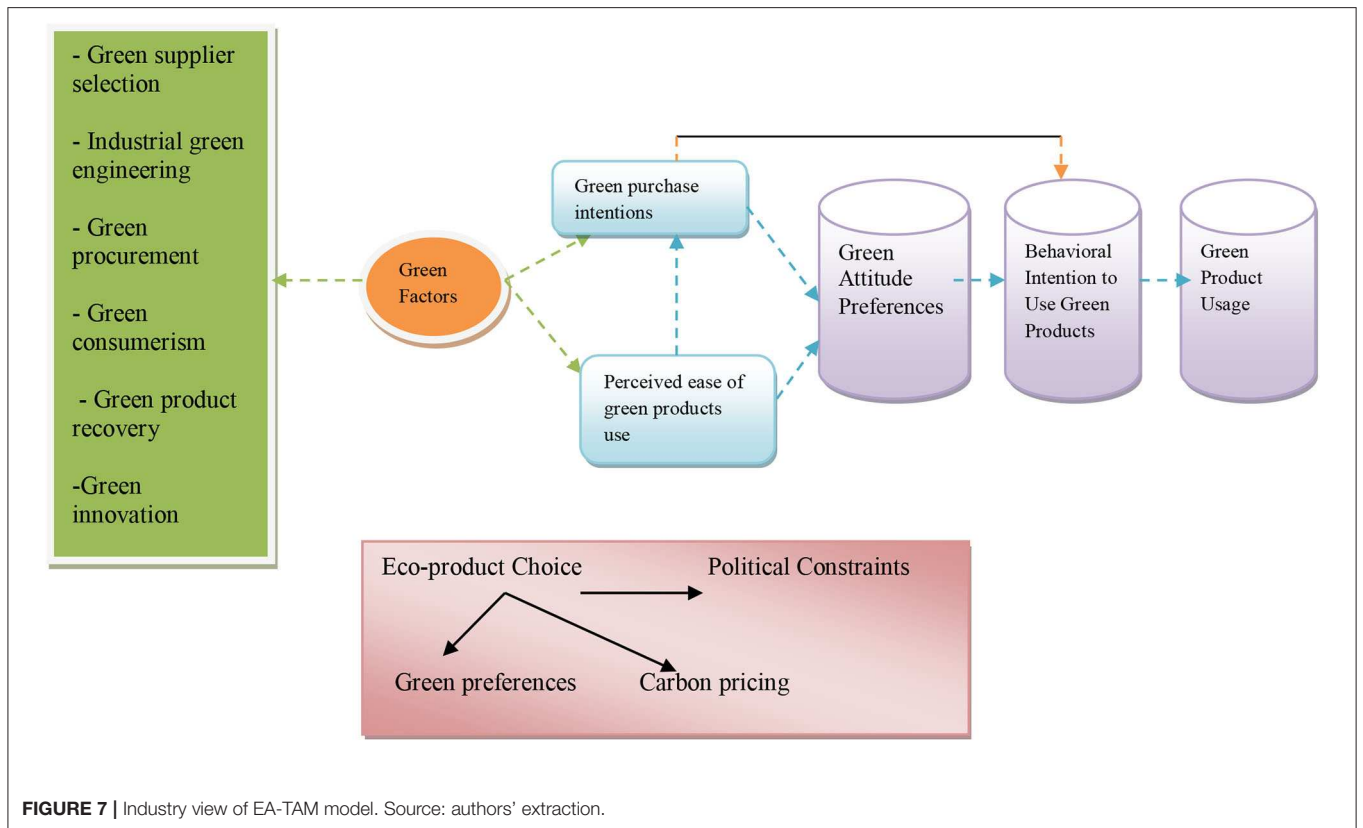 - Green supplier
selection
- Industrial green
engineering
- Green
procurement
- Green
consumerism
- Green product
recovery
-Green
innovation
Green
Factors
Green purchase
intentions
Perceived ease of
green products
use
Green
Attitude
Preferences
Behavioral
Intention to
Use Green
Products
Green
Product
Usage
Eco-product Choice
Political Constraints
Green preferences
Carbon pricing
FIGURE 7 | Industry view of EA-TAM model. Source: authors' extraction.